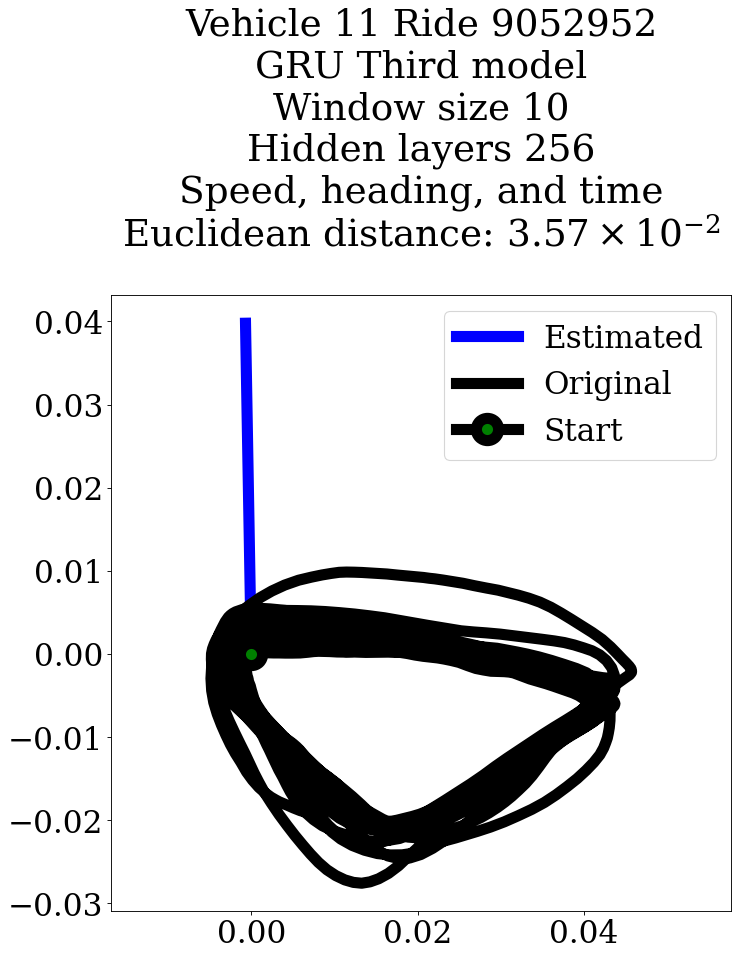 Vehicle 11 Ride 9052952
GRU Third model
Window size 10
Hidden layers 256
Speed, heading, and time
Euclidean distance: 3.57 × 10⁻²
Estimated
Original
Start
0.04
0.03
0.02
0.01
0.00
−0.01
−0.02
−0.03
0.00 0.02 0.04